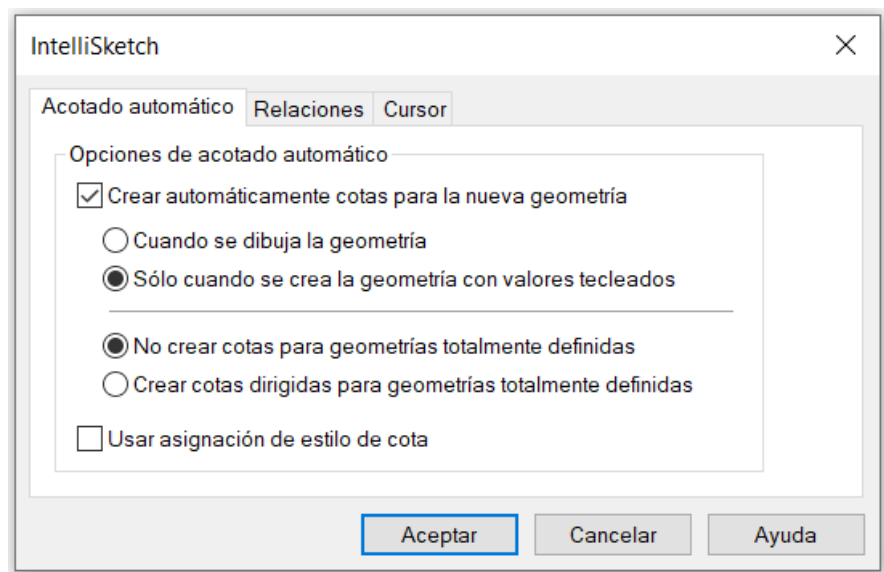 IntelliSketch
Acotado automático Relaciones Cursor
Opciones de acotado automático
Crear automáticamente cotas para la nueva geometría
Cuando se dibuja la geometría
Sólo cuando se crea la geometría con valores tecleados
No crear cotas para geometrías totalmente definidas
Crear cotas dirigidas para geometrías totalmente definidas
Usar asignación de estilo de cota
Aceptar Cancelar Ayuda